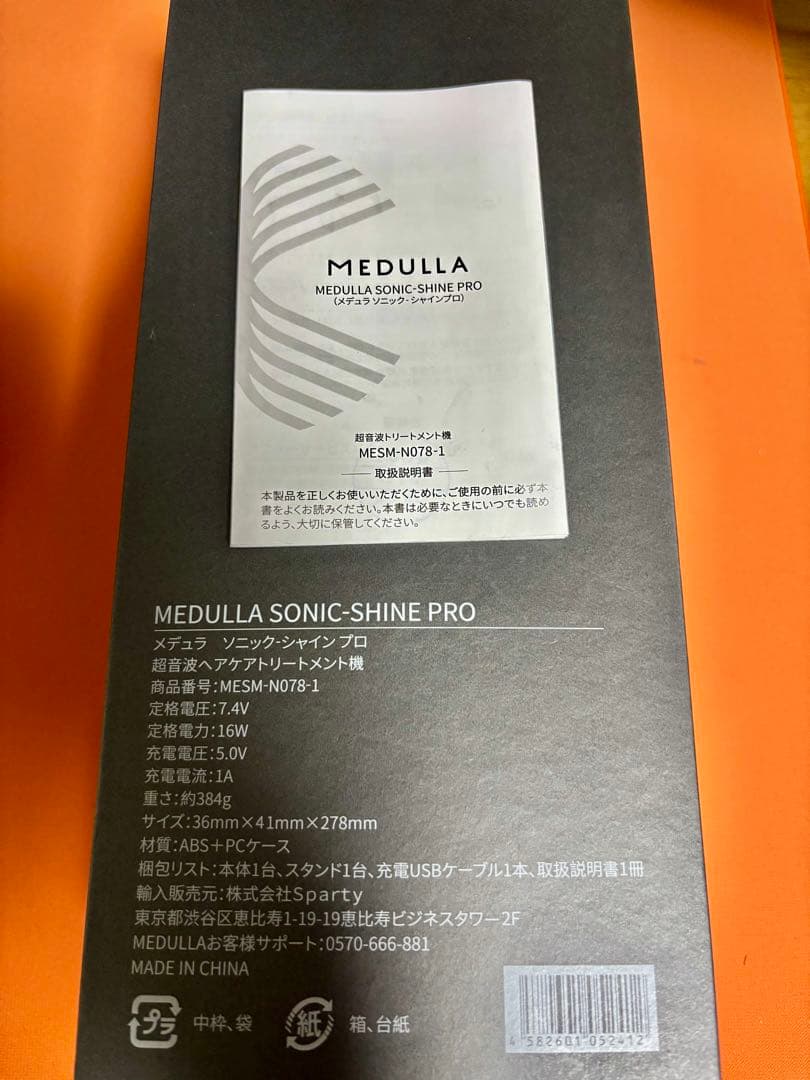 MEDULLA
MEDULLA SONIC-SHINE PRO
(メデュラ ソニック-シャインプロ)
超音波トリートメント機
MESM-N078-1
取扱説明書
本製品を正しくお使いいただくために、ご使用の前に必ず本
書をよくお読みください。本書は必要なときにいつでも読め
るよう、大切に保管してください。
MEDULLA SONIC-SHINE PRO
メデュラ ソニック-シャイン プロ
超音波ヘアケアトリートメント機
商品番号:MESM-N078-1
定格電圧:7.4V
定格電力:16W
充電電圧:5.0V
充電電流:1A
重さ:約384g
サイズ:36mm×41mm×278mm
材質:ABS+PCケース
梱包リスト:本体1台、スタンド1台、充電USBケーブル1本、取扱説明書1冊
輸入販売元:株式会社Sparty
東京都渋谷区恵比寿1-19-19恵比寿ビジネスタワー2F
MEDULLAお客様サポート:0570-666-881
MADE IN CHINA
プラ 中枠、袋 紙 箱、台紙
4 582601 052412